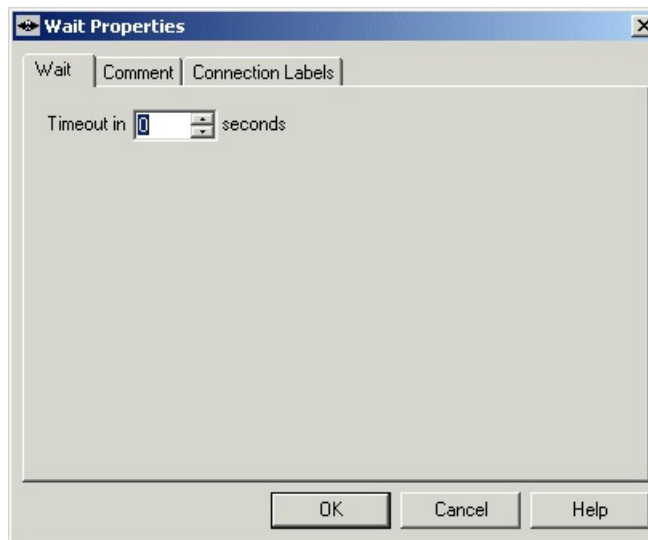 Wait Properties
Wait Comment Connection Labels
Timeout in 0 seconds
OK Cancel Help